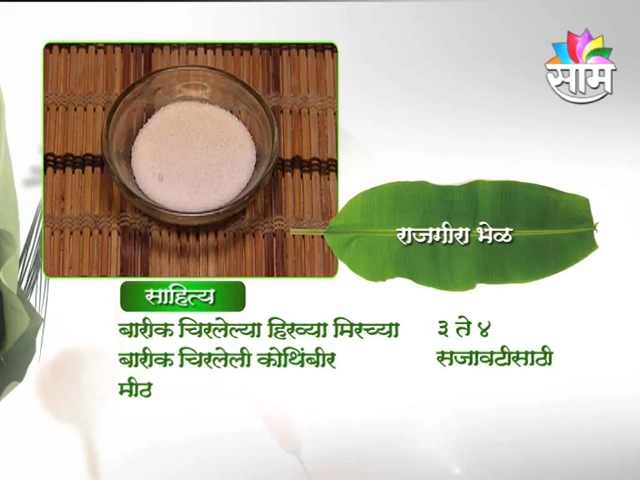 साम
राजगीरा भेळ
साहित्य
बारीक चिरलेल्या हिरव्या मिरच्या ३ ते ४
बारीक चिरलेली कोथिंबीर सजावटीसाठी
मीठ